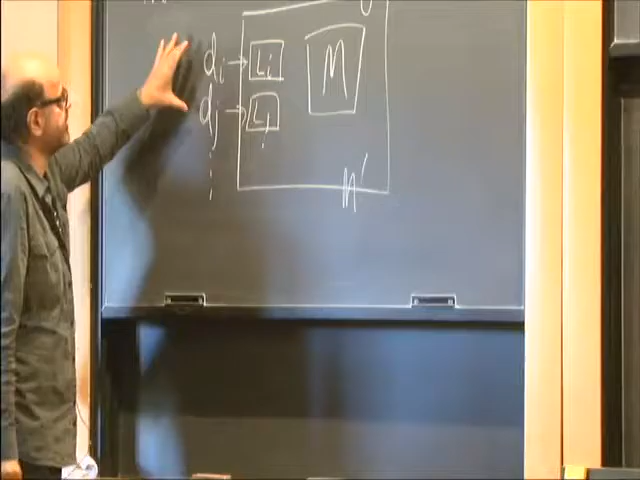 di → Li M
dj → Lj
M'